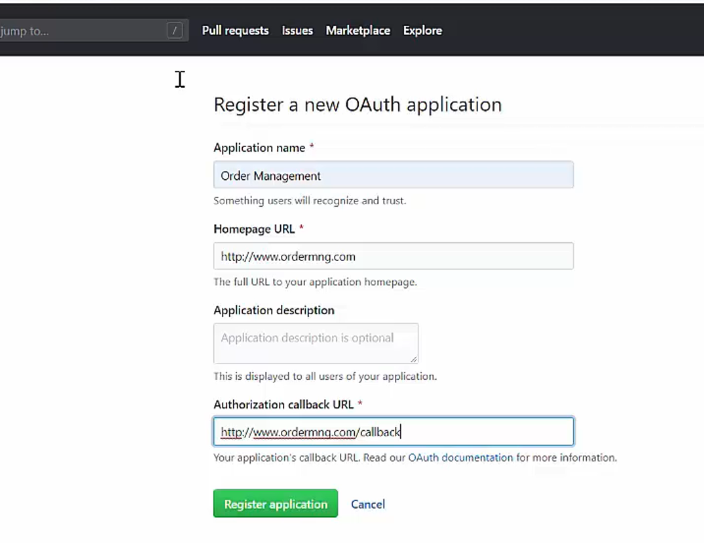 jump to... /
Pull requests Issues Marketplace Explore
Register a new OAuth application
Application name *
Order Management
Something users will recognize and trust.
Homepage URL *
http://www.ordermng.com
The full URL to your application homepage.
Application description
Application description is optional
This is displayed to all users of your application.
Authorization callback URL *
http://www.ordermng.com/callback
Your application's callback URL. Read our OAuth documentation for more information.
Register application Cancel